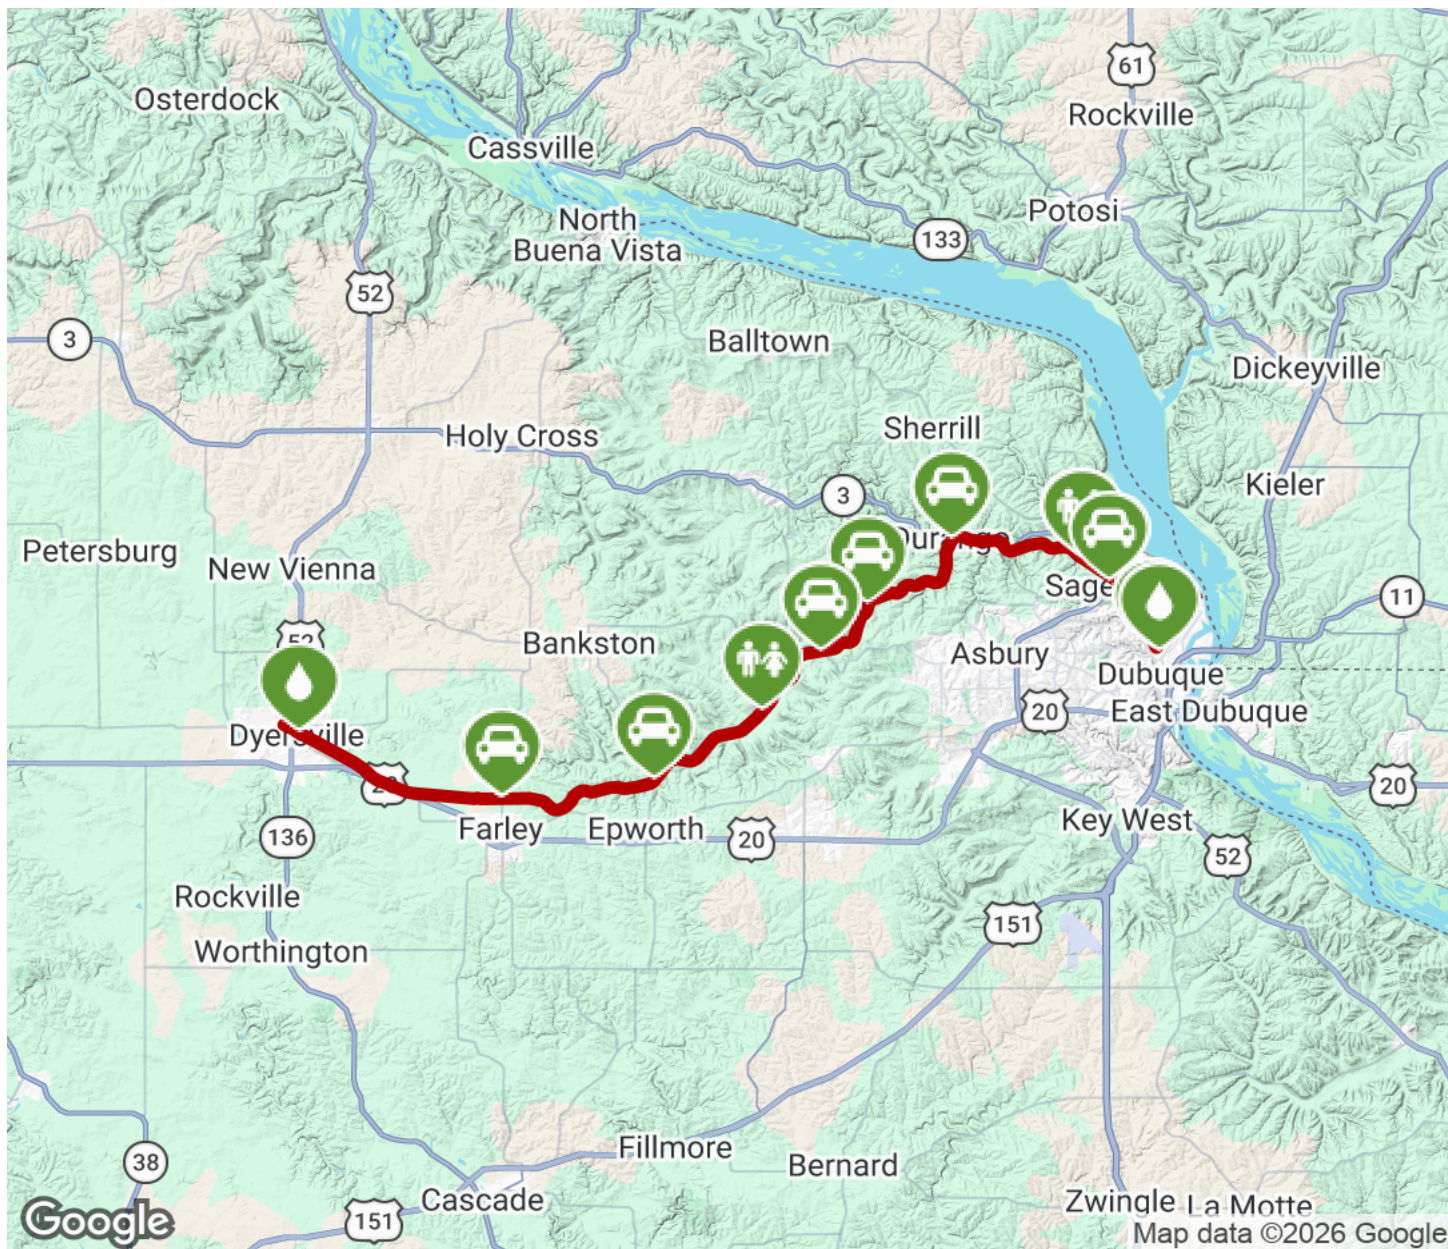 61
Osterdock
Rockville
Cassville
Potosi
North
Buena Vista
133
52
3
Balltown
Dickeyville
Sherrill
Holy Cross
Kieler
3
Petersburg
New Vienna
Sage
11
52
Bankston
Asbury
Dubuque
20
East Dubuque
Dyersville
20
Farley
Epworth
20
Key West
136
52
Rockville
151
Worthington
Fillmore
Bernard
38
Cascade
Zwingle
La Motte
151
Google
Map data ©2026 Google